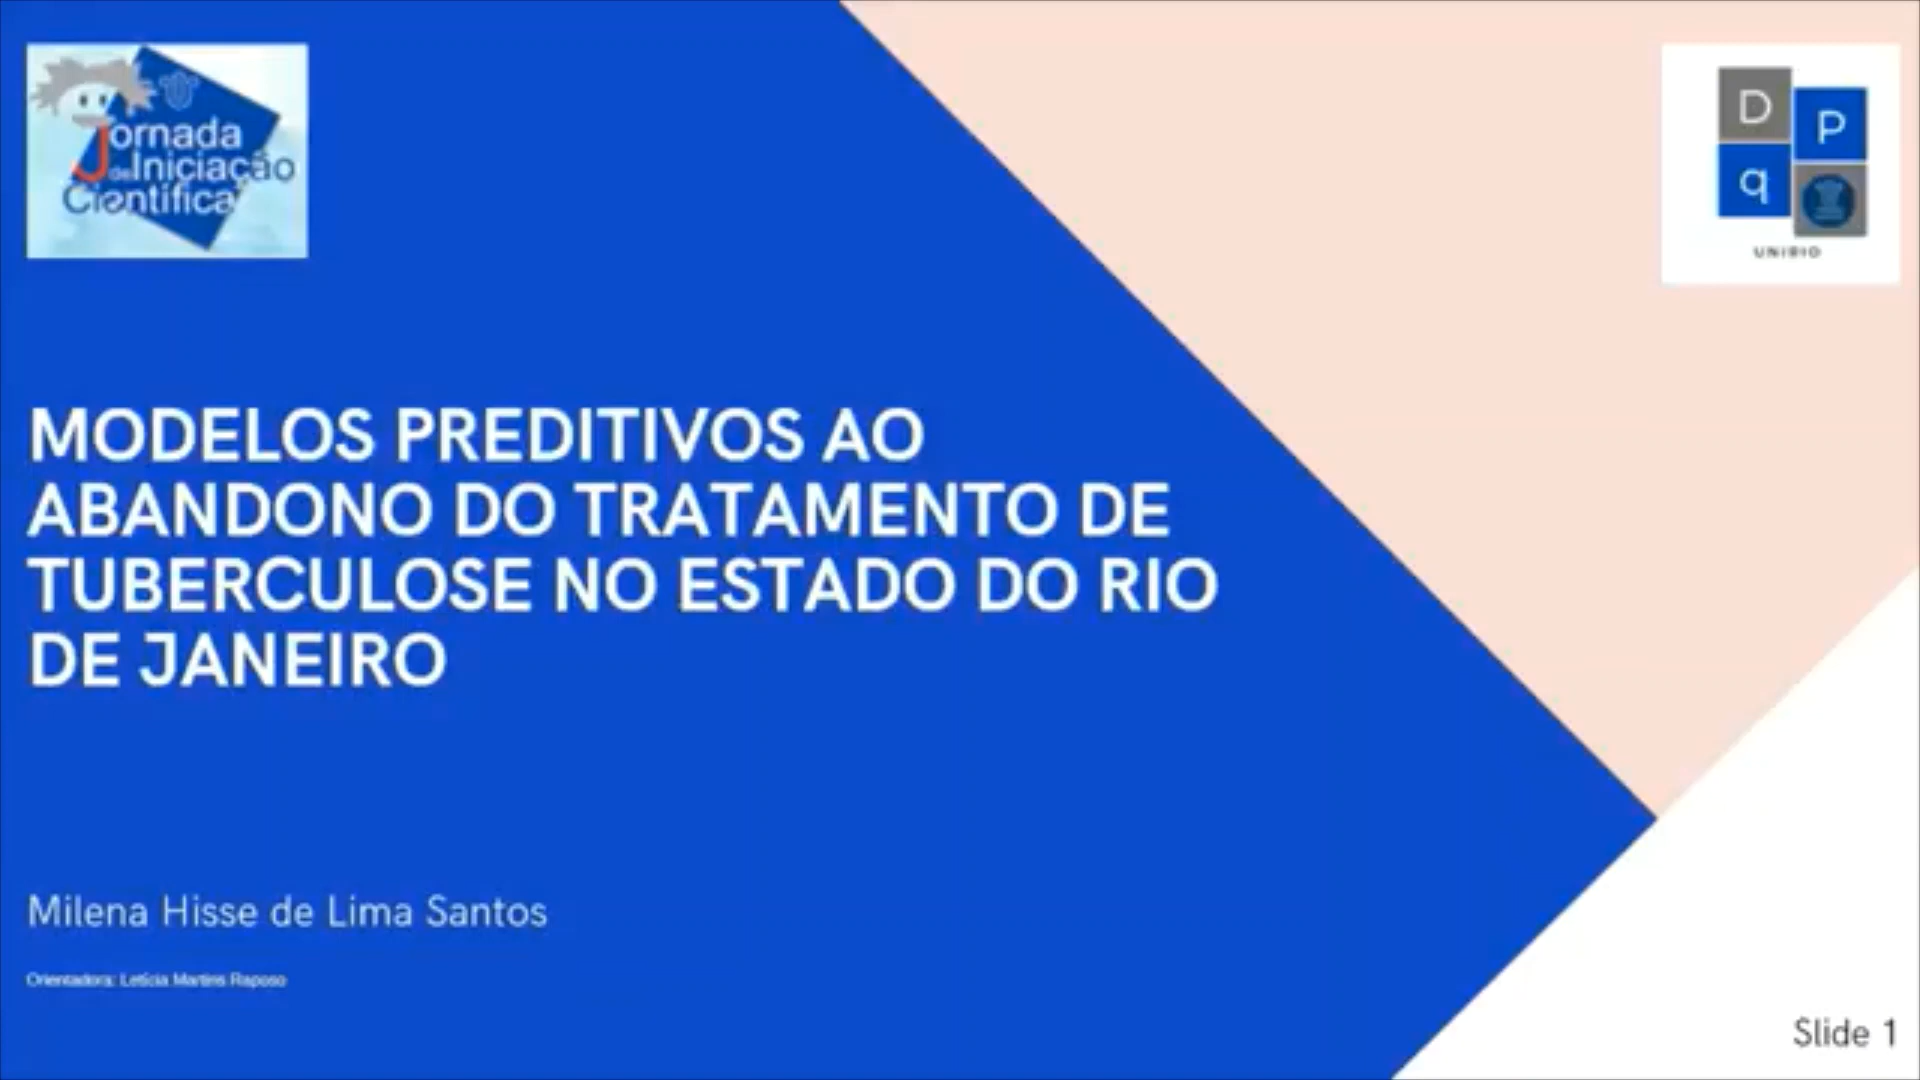 Jornada
de Iniciação
Científica
D
P
q
UNIRIO
MODELOS PREDITIVOS AO
ABANDONO DO TRATAMENTO DE
TUBERCULOSE NO ESTADO DO RIO
DE JANEIRO
Milena Hisse de Lima Santos
Orientadora: Letícia Martins Raposo
Slide 1